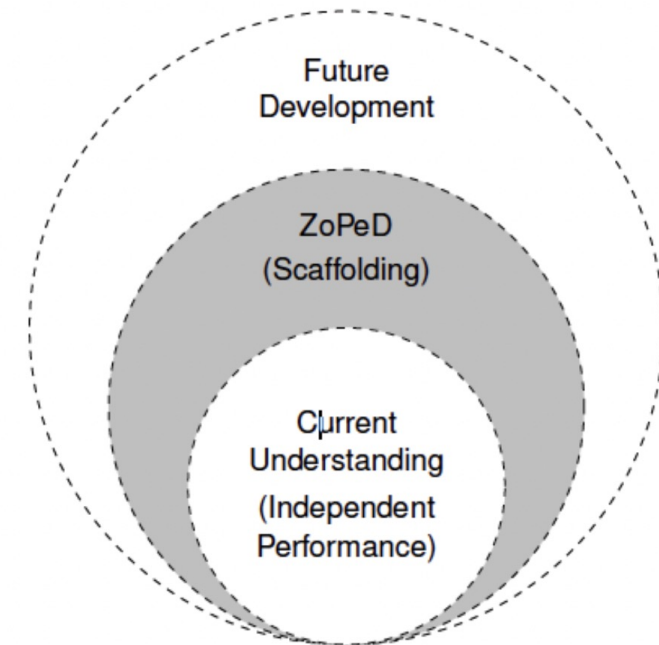 Future
Development
ZoPeD
(Scaffolding)
Current
Understanding
(Independent
Performance)